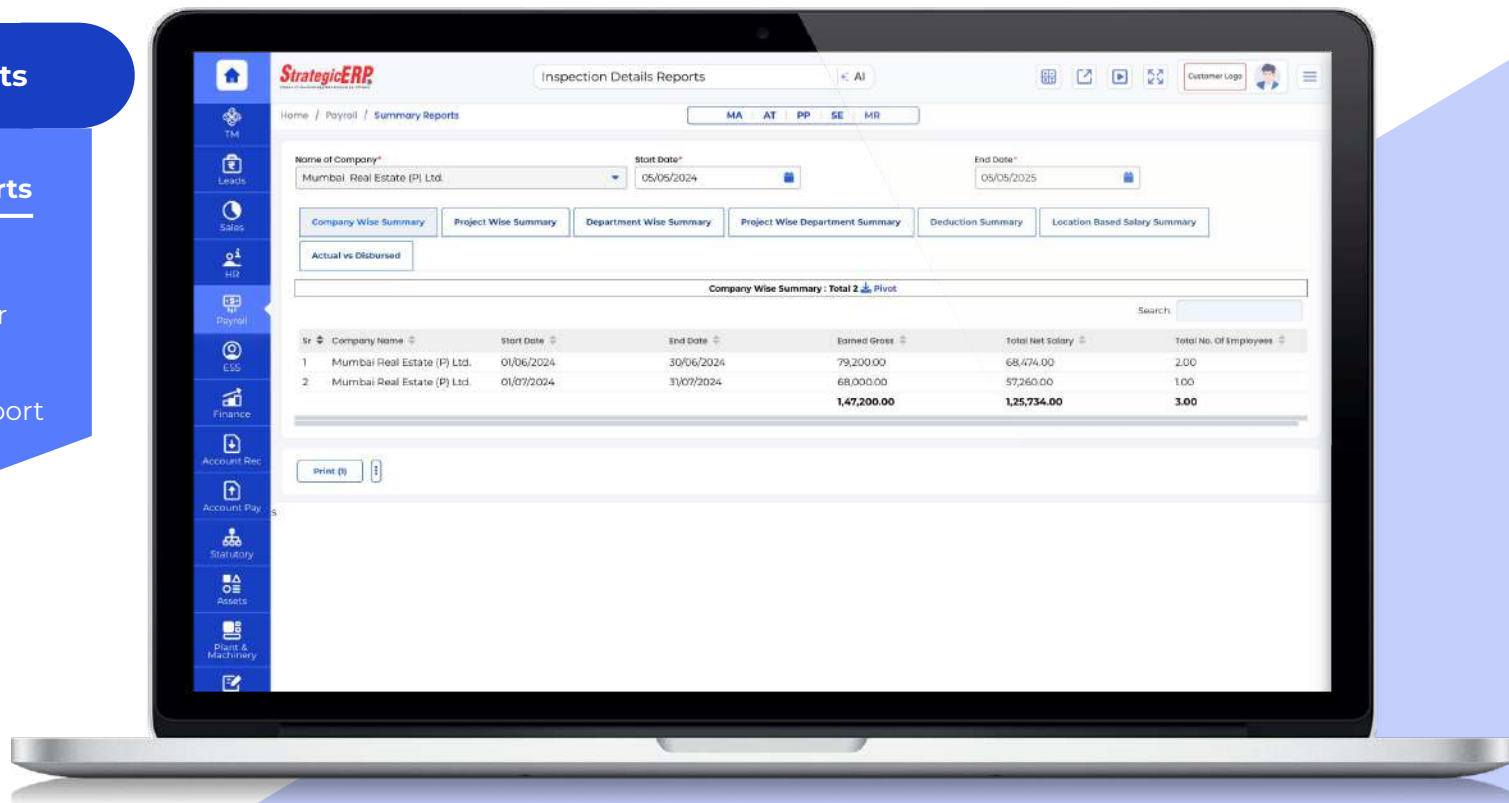 ts
rts
r
port
StrategicERP
Inspection Details Reports
AI
Customer Logo
Home / Payroll / Summary Reports
MA AT PP SE MR
TM
Leads
Sales
HR
Payroll
ESS
Finance
Account Rec
Account Pay
Statutory
Assets
Plant &
Machinery
Name of Company* Start Date* End Date*
Mumbai Real Estate (P) Ltd. 05/05/2024 05/05/2025
Company Wise Summary Project Wise Summary Department Wise Summary Project Wise Department Summary Deduction Summary Location Based Salary Summary
Actual vs Disbursed
Company Wise Summary : Total 2 Pivot
Search:
Sr Company Name Start Date End Date Earned Gross Total Net Salary Total No. Of Employees
1 Mumbai Real Estate (P) Ltd. 01/06/2024 30/06/2024 79,200.00 68,474.00 2.00
2 Mumbai Real Estate (P) Ltd. 01/07/2024 31/07/2024 68,000.00 57,260.00 1.00
1,47,200.00 1,25,734.00 3.00
Print (1)
s